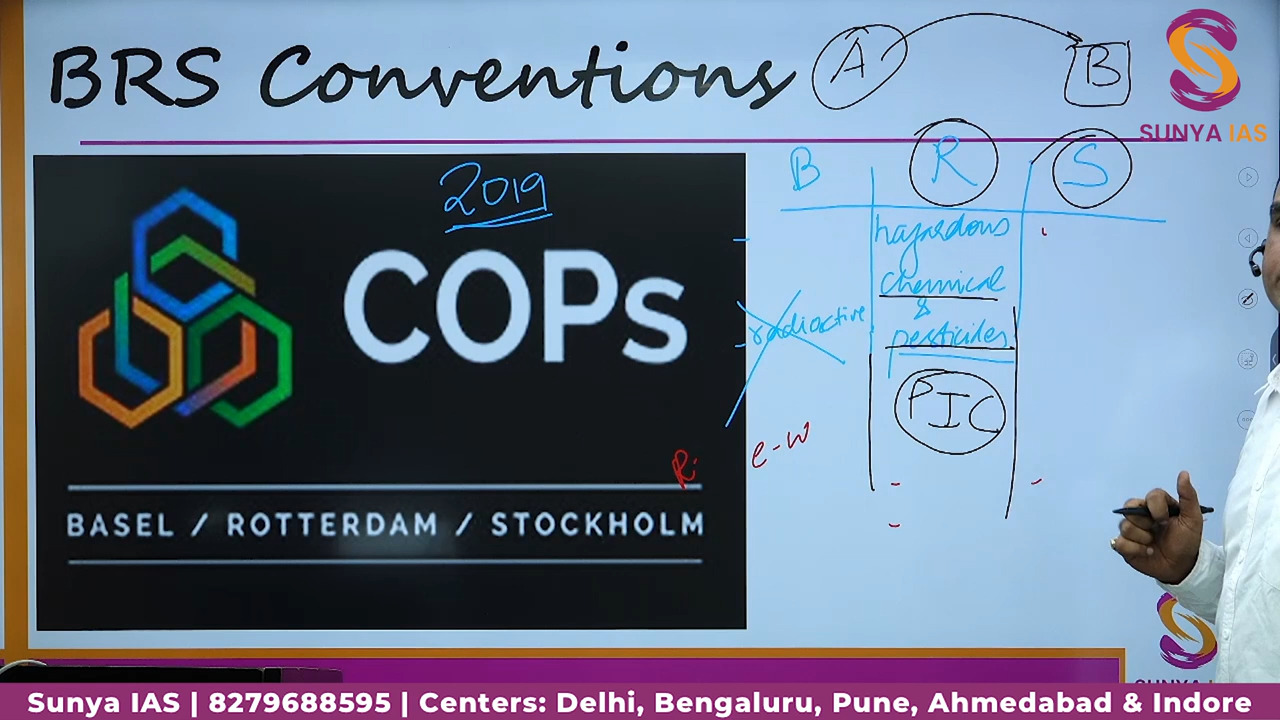 BRS Conventions
A
B
SUNYA IAS
2019
COPs
BASEL / ROTTERDAM / STOCKHOLM
B
R
S
hazardous
chemical
&
pesticides
radioactive
PIC
e-w
R:
Sunya IAS | 8279688595 | Centers: Delhi, Bengaluru, Pune, Ahmedabad & Indore